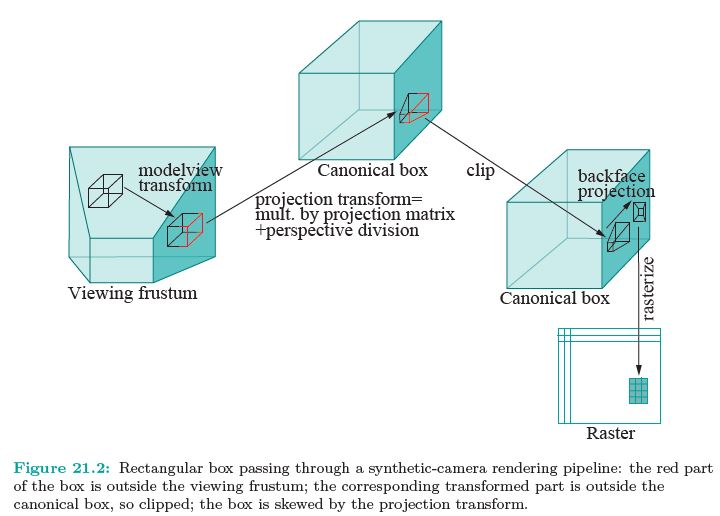 modelview
transform
Viewing frustum
Canonical box
projection transform=
mult. by projection matrix
+perspective division
clip
backface
projection
Canonical box
rasterize
Raster
Figure 21.2: Rectangular box passing through a synthetic-camera rendering pipeline: the red part
of the box is outside the viewing frustum; the corresponding transformed part is outside the
canonical box, so clipped; the box is skewed by the projection transform.